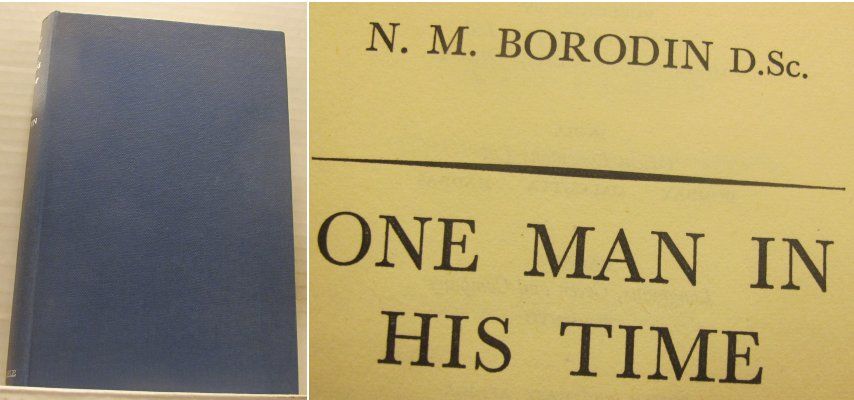 N. M. BORODIN D.Sc.
ONE MAN IN
HIS TIME